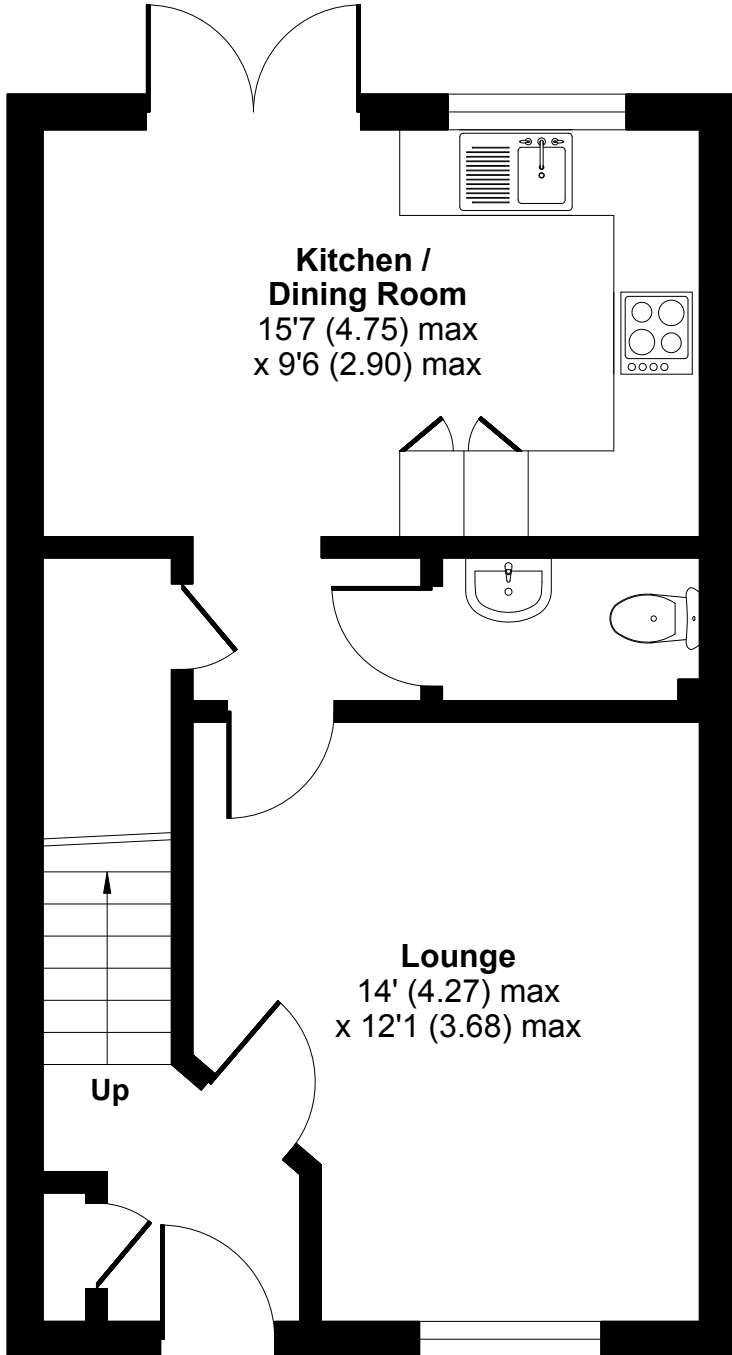 Kitchen /
Dining Room
15'7 (4.75) max
x 9'6 (2.90) max
Lounge
14' (4.27) max
x 12'1 (3.68) max
Up